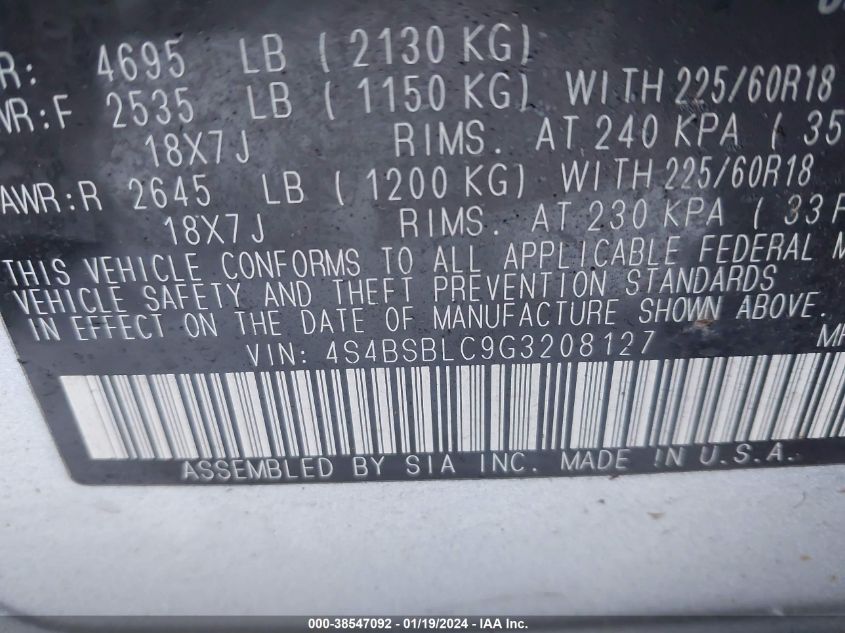 R: 4695 LB ( 2130 KG)
WR:F 2535 LB ( 1150 KG) WITH 225/60R18
18X7J RIMS. AT 240 KPA ( 35
AWR:R 2645 LB ( 1200 KG) WITH 225/60R18
18X7J RIMS. AT 230 KPA ( 33 P
THIS VEHICLE CONFORMS TO ALL APPLICABLE FEDERAL M
VEHICLE SAFETY AND THEFT PREVENTION STANDARDS
IN EFFECT ON THE DATE OF MANUFACTURE SHOWN ABOVE.
VIN: 4S4BSBLC9G3208127
ASSEMBLED BY SIA INC. MADE IN U.S.A.
000-38547092 - 01/19/2024 - IAA Inc.